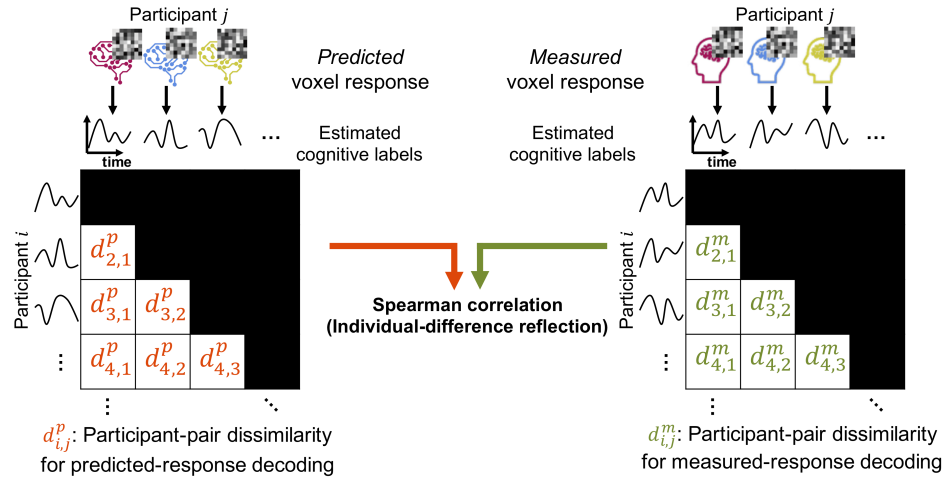 Participant j
Predicted
voxel response
Estimated
cognitive labels
...
time
Participant i
d^p_{2,1}
d^p_{3,1} d^p_{3,2}
d^p_{4,1} d^p_{4,2} d^p_{4,3}
...
... ...
d^p_{i,j}: Participant-pair dissimilarity
for predicted-response decoding
Spearman correlation
(Individual-difference reflection)
Participant j
Measured
voxel response
Estimated
cognitive labels
...
time
Participant i
d^m_{2,1}
d^m_{3,1} d^m_{3,2}
d^m_{4,1} d^m_{4,2} d^m_{4,3}
...
... ...
d^m_{i,j}: Participant-pair dissimilarity
for measured-response decoding